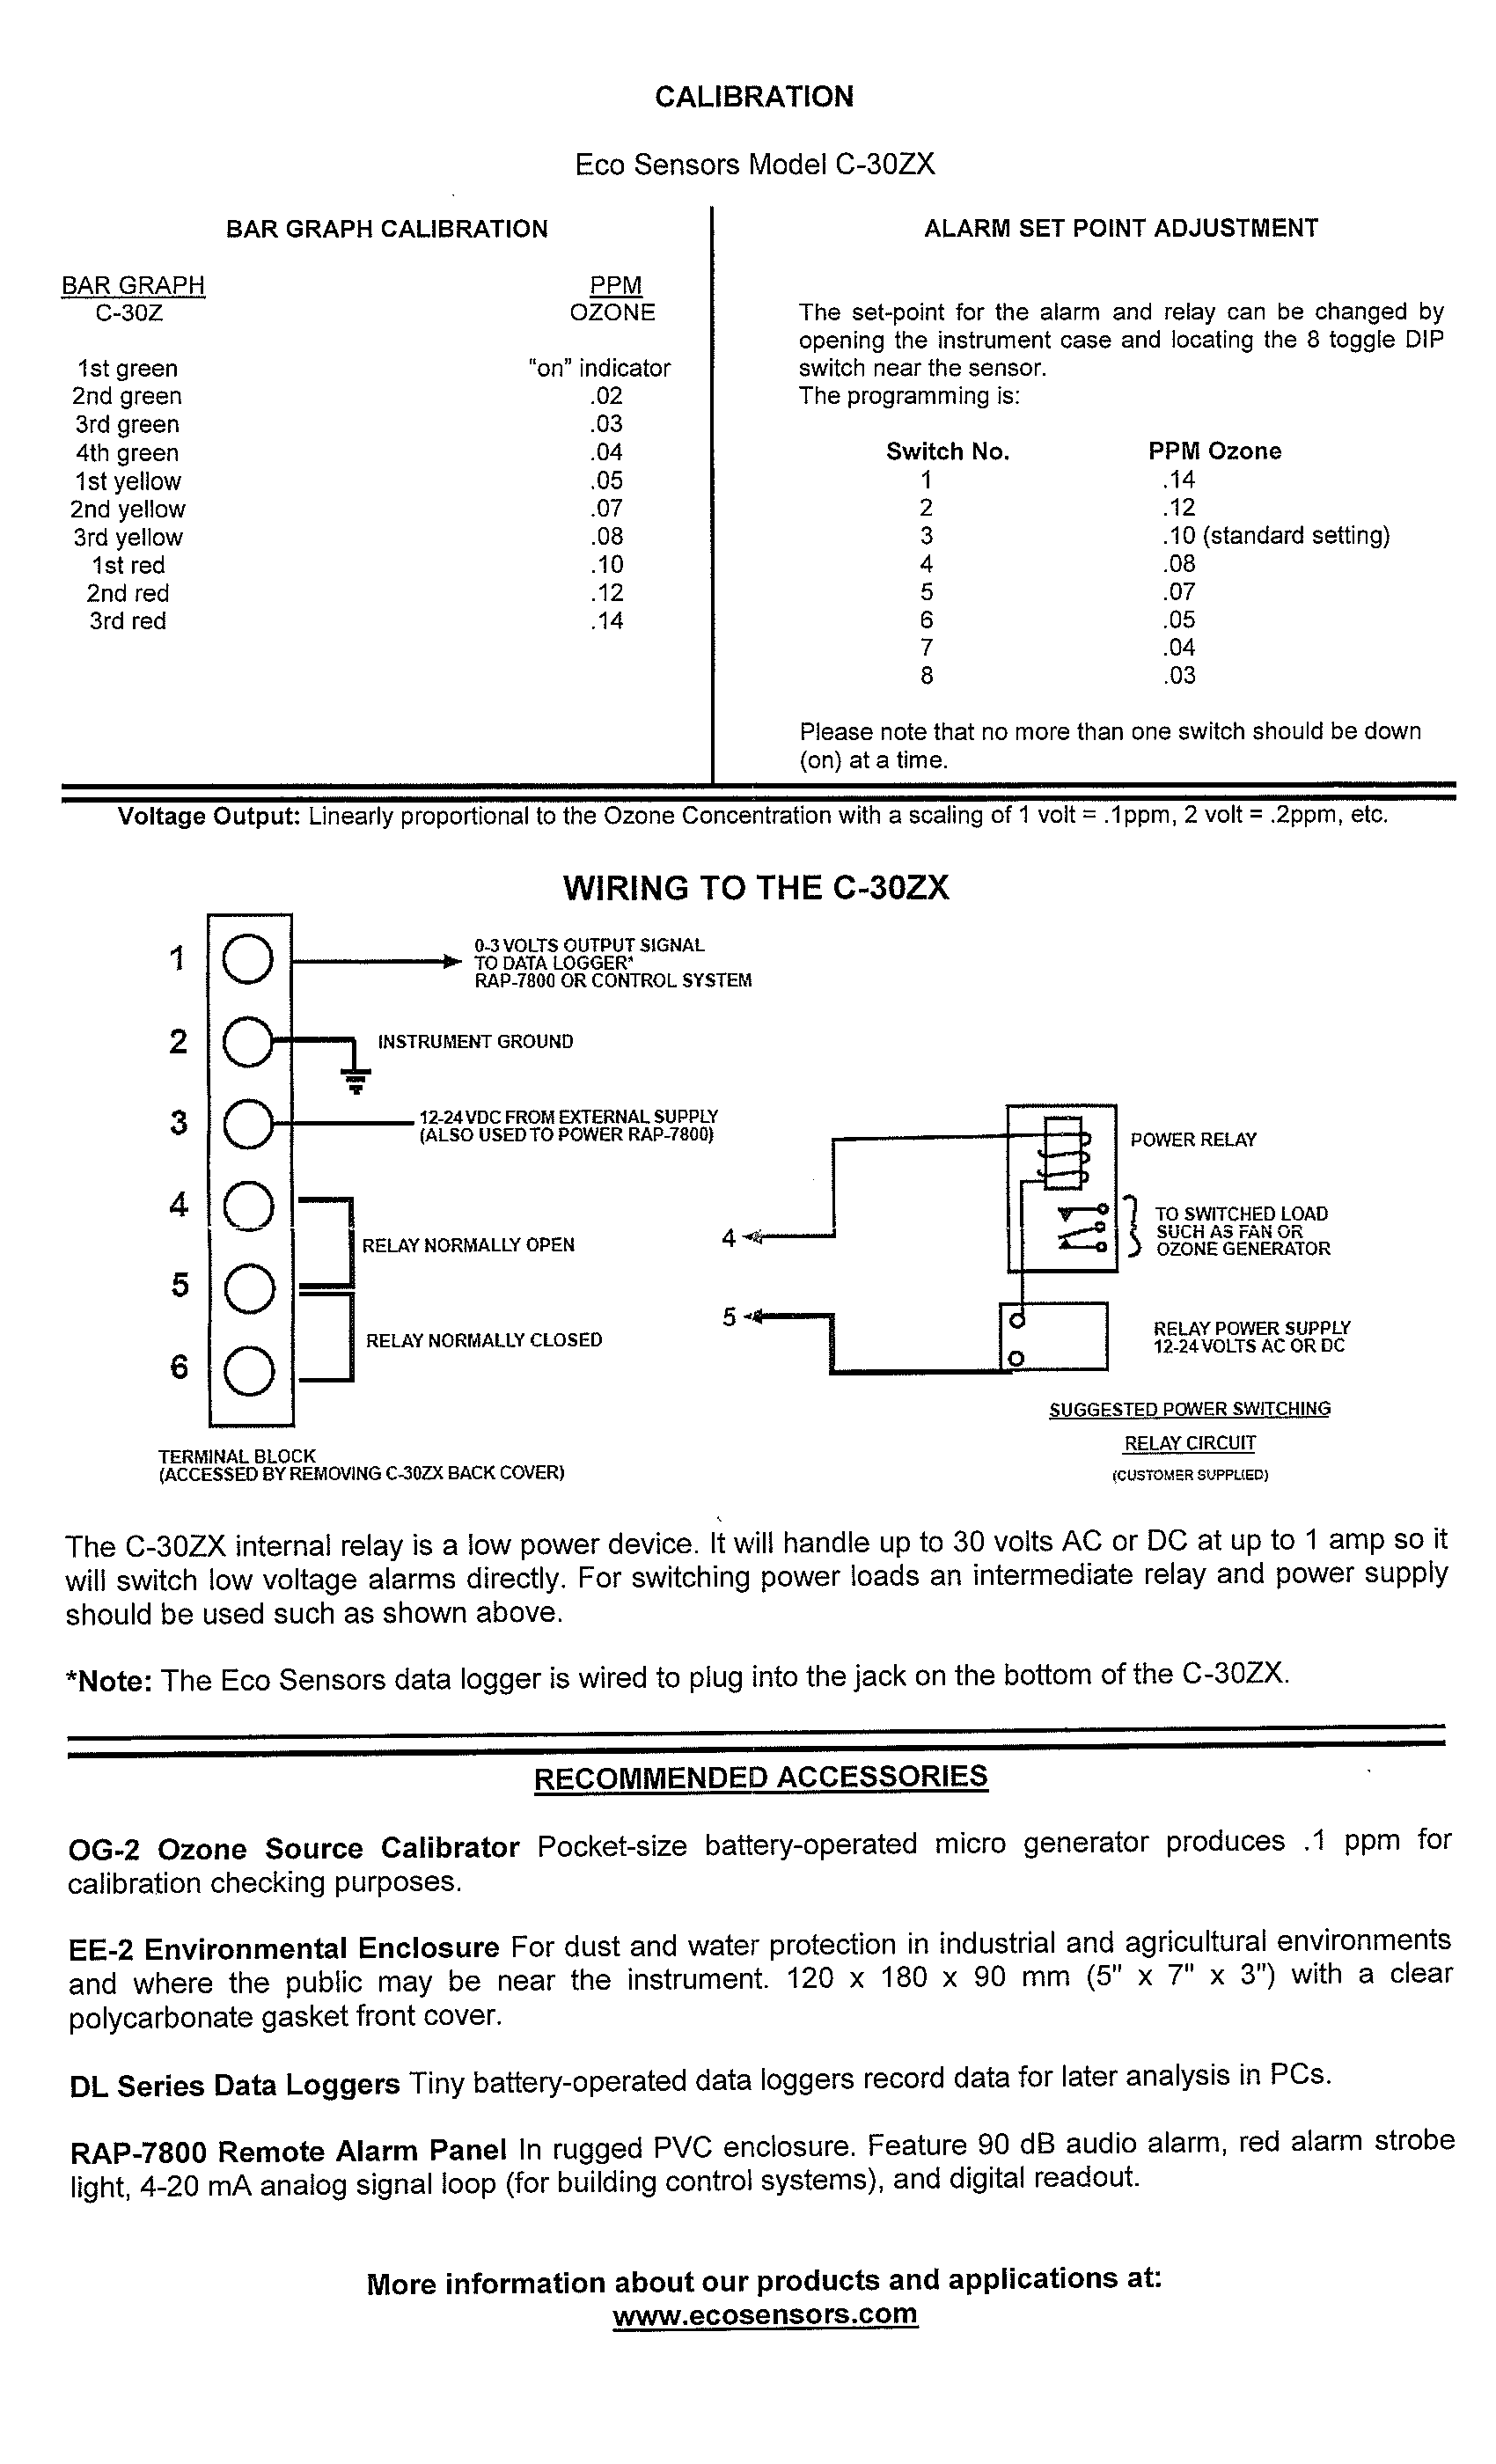 CALIBRATION
Eco Sensors Model C-30ZX
BAR GRAPH CALIBRATION
BAR GRAPH PPM
C-30Z OZONE
1st green "on" indicator
2nd green .02
3rd green .03
4th green .04
1st yellow .05
2nd yellow .07
3rd yellow .08
1st red .10
2nd red .12
3rd red .14
ALARM SET POINT ADJUSTMENT
The set-point for the alarm and relay can be changed by
opening the instrument case and locating the 8 toggle DIP
switch near the sensor.
The programming is:
Switch No. PPM Ozone
1 .14
2 .12
3 .10 (standard setting)
4 .08
5 .07
6 .05
7 .04
8 .03
Please note that no more than one switch should be down
(on) at a time.
Voltage Output: Linearly proportional to the Ozone Concentration with a scaling of 1 volt = .1ppm, 2 volt = .2ppm, etc.
WIRING TO THE C-30ZX
1
0-3 VOLTS OUTPUT SIGNAL
TO DATA LOGGER*
RAP-7800 OR CONTROL SYSTEM
2
INSTRUMENT GROUND
3
12-24 VDC FROM EXTERNAL SUPPLY
(ALSO USED TO POWER RAP-7800)
4
RELAY NORMALLY OPEN
5
RELAY NORMALLY CLOSED
6
TERMINAL BLOCK
(ACCESSED BY REMOVING C-30ZX BACK COVER)
POWER RELAY
4
TO SWITCHED LOAD
SUCH AS FAN OR
OZONE GENERATOR
5
RELAY POWER SUPPLY
12-24 VOLTS AC OR DC
SUGGESTED POWER SWITCHING
RELAY CIRCUIT
(CUSTOMER SUPPLIED)
The C-30ZX internal relay is a low power device. It will handle up to 30 volts AC or DC at up to 1 amp so it
will switch low voltage alarms directly. For switching power loads an intermediate relay and power supply
should be used such as shown above.
*Note: The Eco Sensors data logger is wired to plug into the jack on the bottom of the C-30ZX.
RECOMMENDED ACCESSORIES
OG-2 Ozone Source Calibrator Pocket-size battery-operated micro generator produces .1 ppm for
calibration checking purposes.
EE-2 Environmental Enclosure For dust and water protection in industrial and agricultural environments
and where the public may be near the instrument. 120 x 180 x 90 mm (5" x 7" x 3") with a clear
polycarbonate gasket front cover.
DL Series Data Loggers Tiny battery-operated data loggers record data for later analysis in PCs.
RAP-7800 Remote Alarm Panel In rugged PVC enclosure. Feature 90 dB audio alarm, red alarm strobe
light, 4-20 mA analog signal loop (for building control systems), and digital readout.
More information about our products and applications at:
www.ecosensors.com